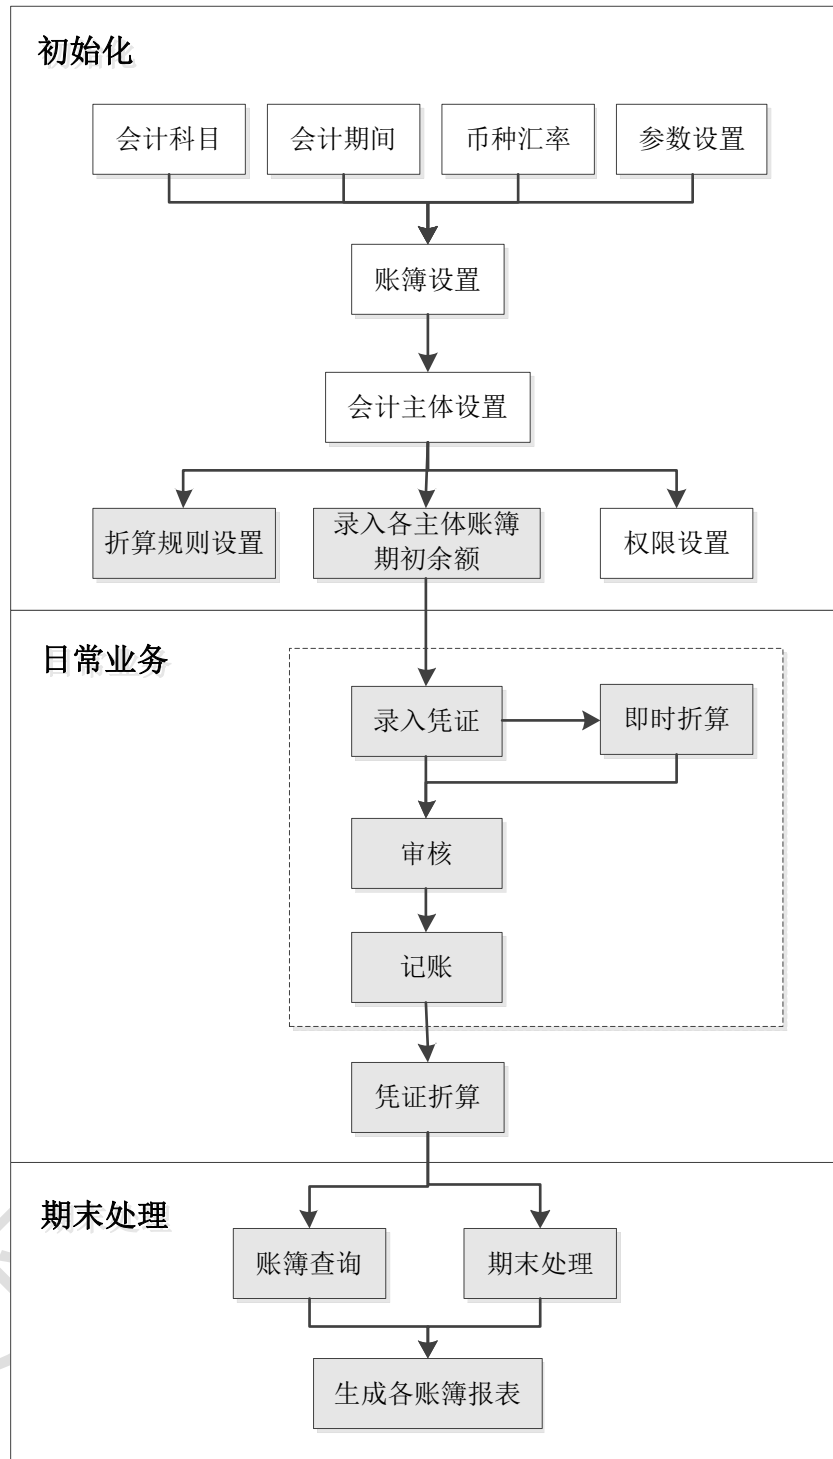 初始化
会计科目
会计期间
币种汇率
参数设置
账簿设置
会计主体设置
折算规则设置
录入各主体账簿
期初余额
权限设置
日常业务
录入凭证
即时折算
审核
记账
凭证折算
期末处理
账簿查询
期末处理
生成各账簿报表